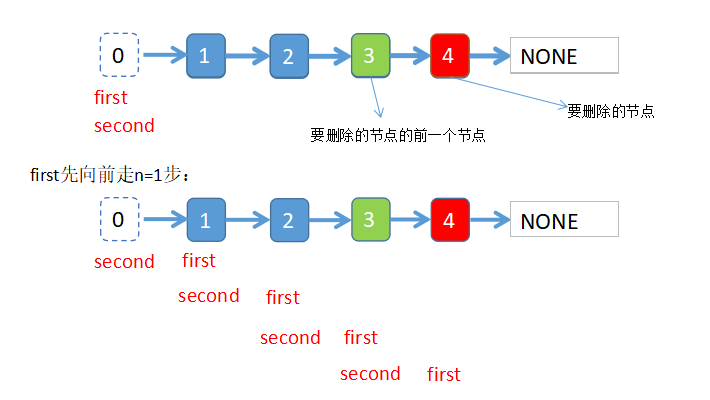 0 1 2 3 4 NONE
first
second
要删除的节点的前一个节点
要删除的节点
first先向前走n=1步：
0 1 2 3 4 NONE
second first
second first
second first
second first